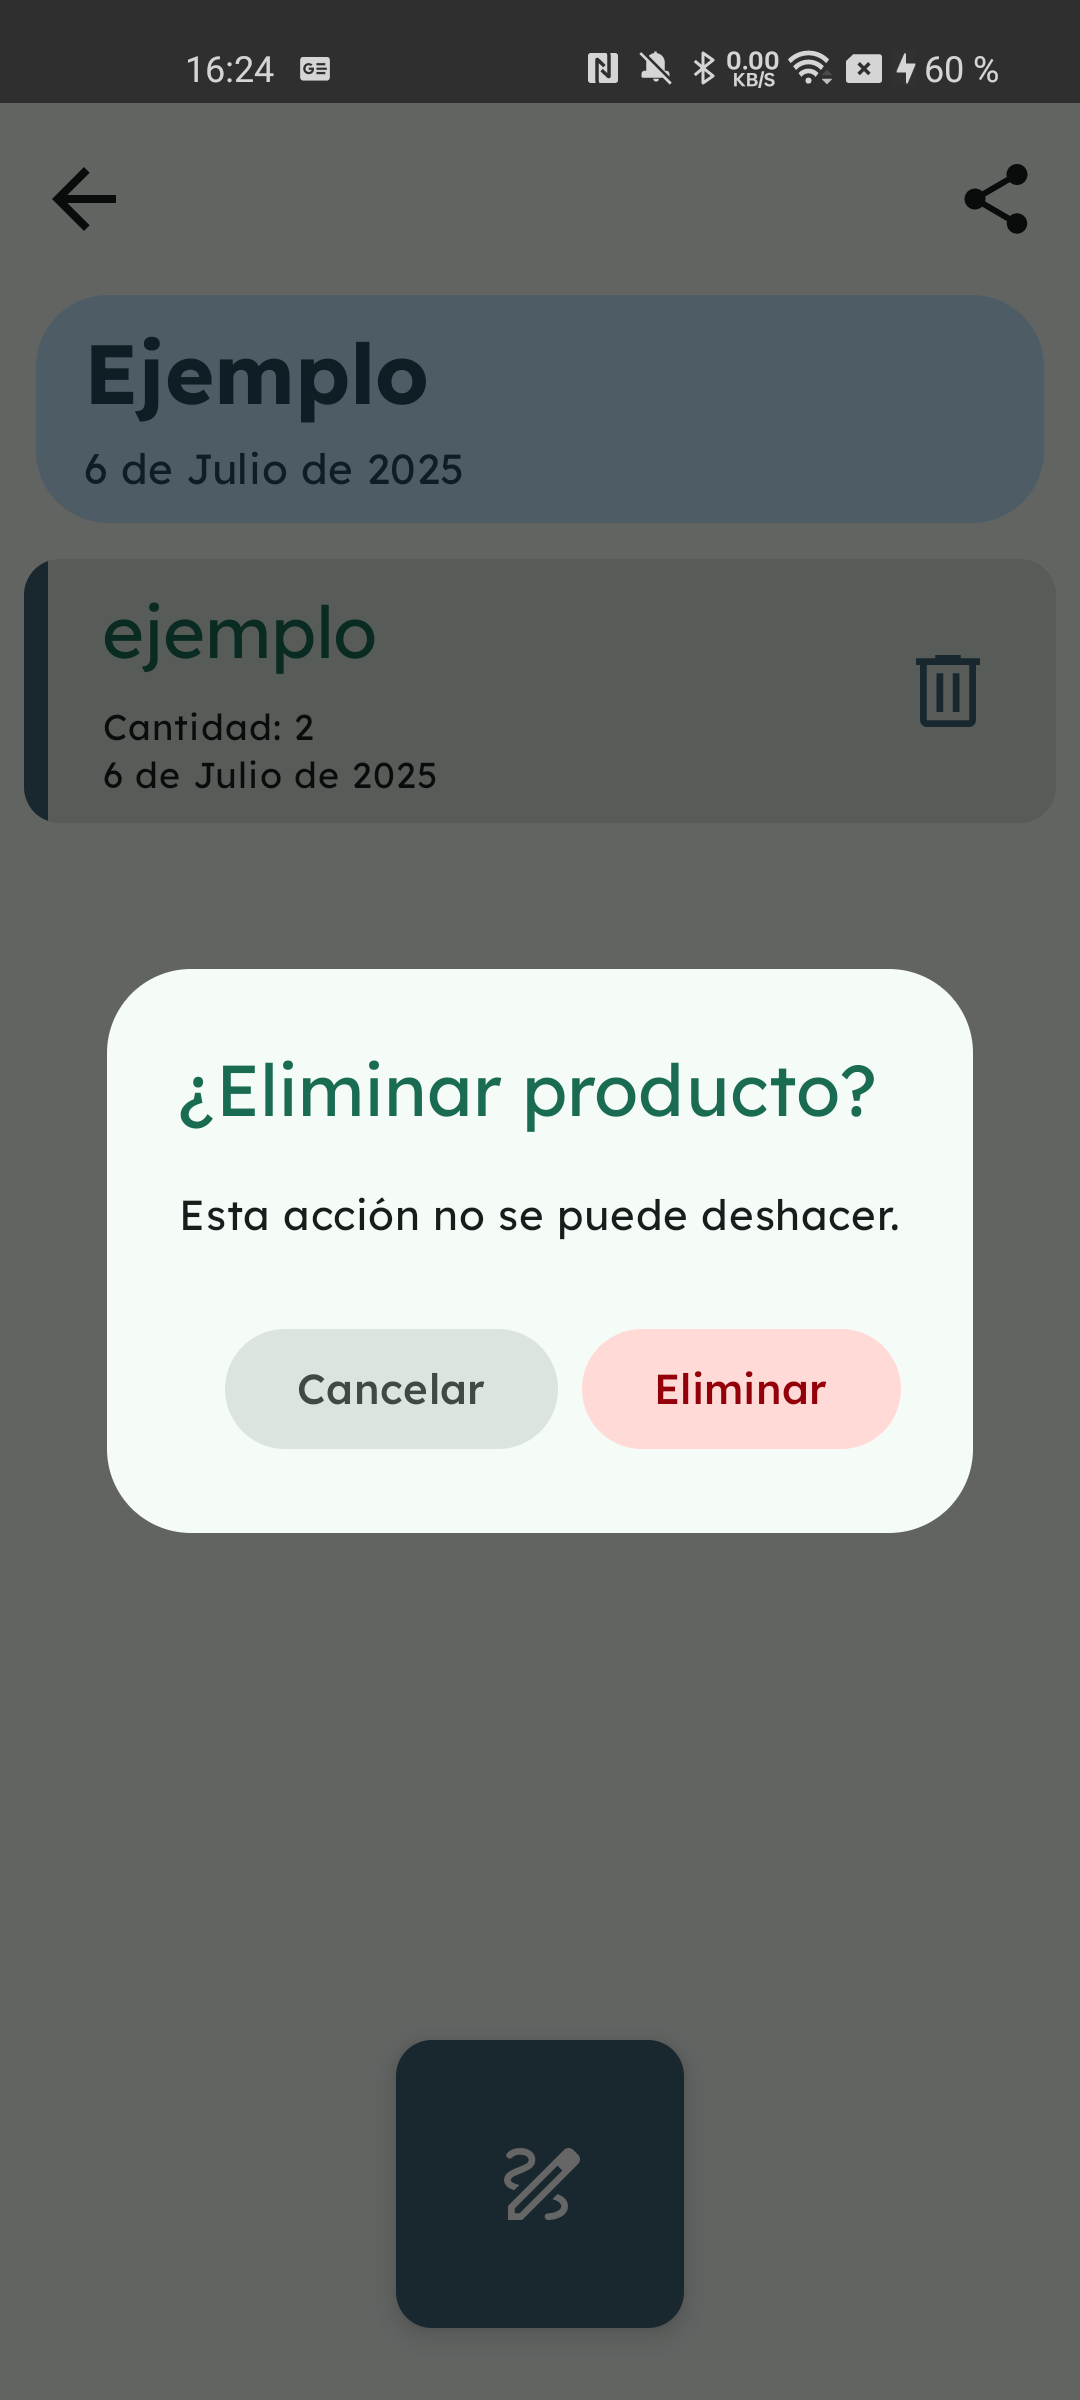 16:24
0.00
KB/S
60 %
Ejemplo
6 de Julio de 2025
ejemplo
Cantidad: 2
6 de Julio de 2025
¿Eliminar producto?
Esta acción no se puede deshacer.
Cancelar
Eliminar